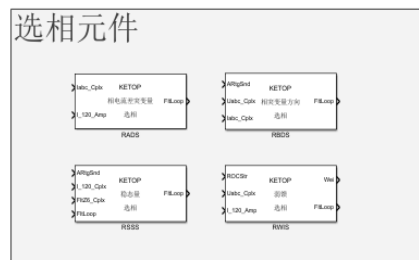 选相元件
Iabc_Cplx
I_120_Amp
KETOP
相电流差突变量
选相
FltLoop
RADS
ARtgSnd
Uabc_Cplx
Iabc_Cplx
KETOP
相突变量方向
选相
FltLoop
RBDS
ARtgSnd
I_120_Cplx
FltZ6_Cplx
FltLoop
KETOP
稳态量
选相
FltLoop
RSSS
ROCStr
Uabc_Cplx
I_120_Amp
KETOP
弱馈
选相
Wei
FltLoop
RWIS